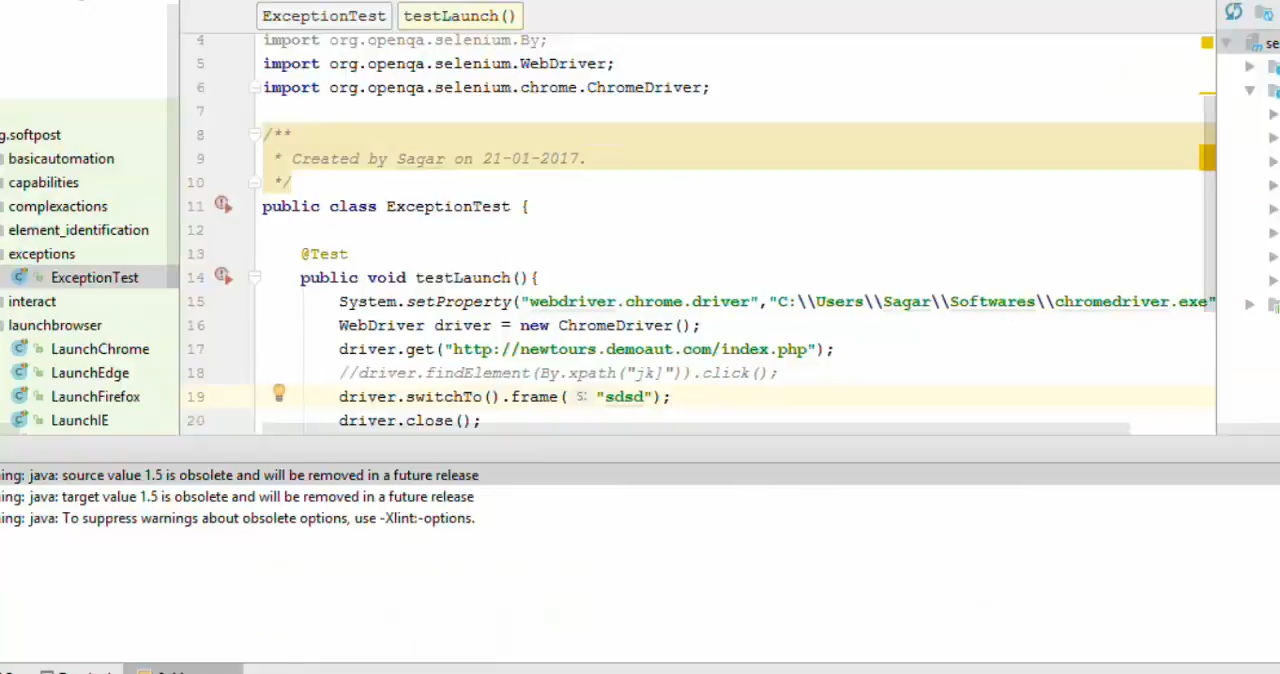 ExceptionTest testLaunch()
4 import org.openqa.selenium.By;
5 import org.openqa.selenium.WebDriver;
6 import org.openqa.selenium.chrome.ChromeDriver;
7
8 /**
9 * Created by Sagar on 21-01-2017.
10 */
11 public class ExceptionTest {
12
13 @Test
14 public void testLaunch(){
15 System.setProperty("webdriver.chrome.driver","C:\\Users\\Sagar\\Softwares\\chromedriver.exe"
16 WebDriver driver = new ChromeDriver();
17 driver.get("http://newtours.demoaut.com/index.php");
18 //driver.findElement(By.xpath("jk]")).click();
19 driver.switchTo().frame( s: "sdsd");
20 driver.close();
g.softpost
basicautomation
capabilities
complexactions
element_identification
exceptions
ExceptionTest
interact
launchbrowser
LaunchChrome
LaunchEdge
LaunchFirefox
LaunchIE
se
ing: java: source value 1.5 is obsolete and will be removed in a future release
ing: java: target value 1.5 is obsolete and will be removed in a future release
ing: java: To suppress warnings about obsolete options, use -Xlint:-options.